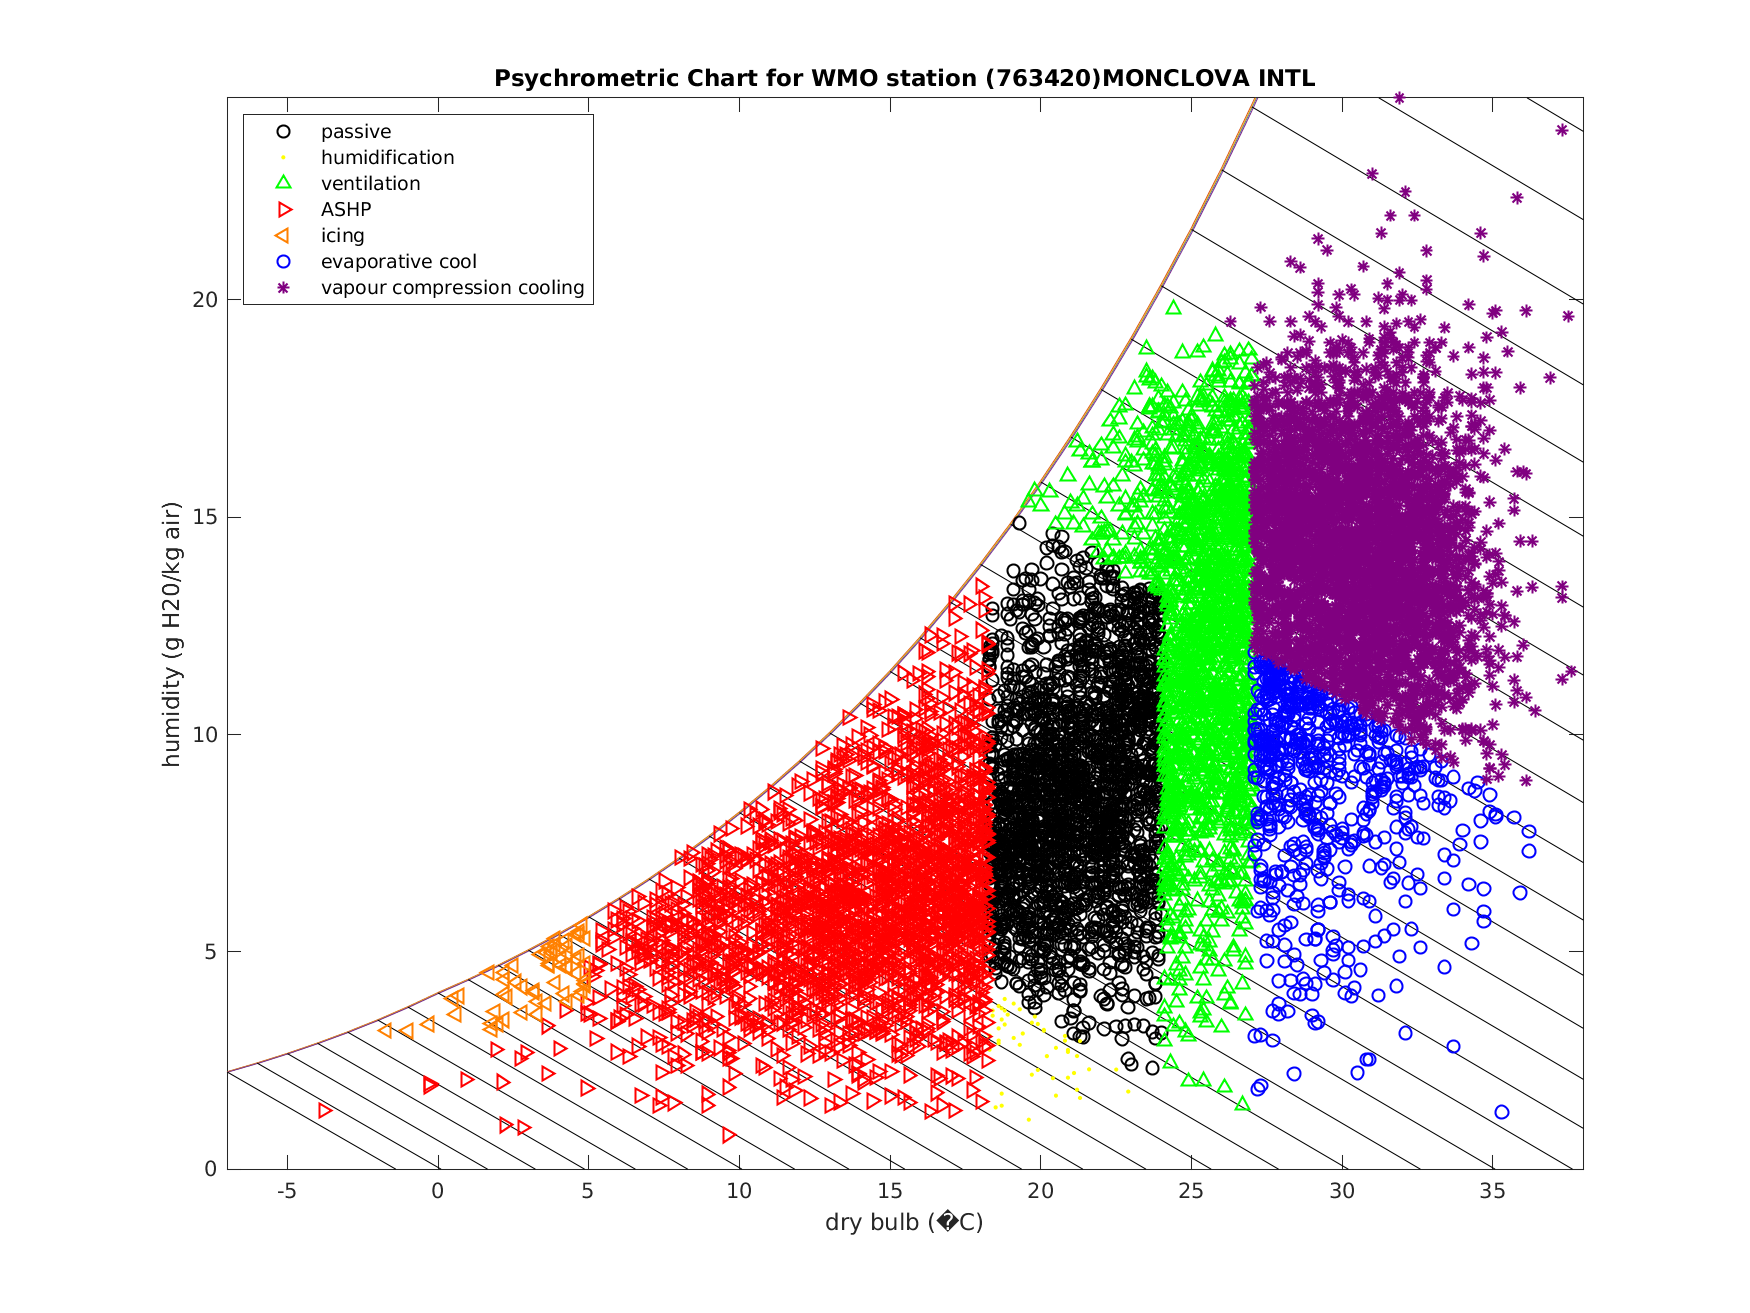 Psychrometric Chart for WMO station (763420)MONCLOVA INTL
passive
humidification
ventilation
ASHP
icing
evaporative cool
vapour compression cooling
humidity (g H20/kg air)
20
15
10
5
0
-5 0 5 10 15 20 25 30 35
dry bulb (�C)